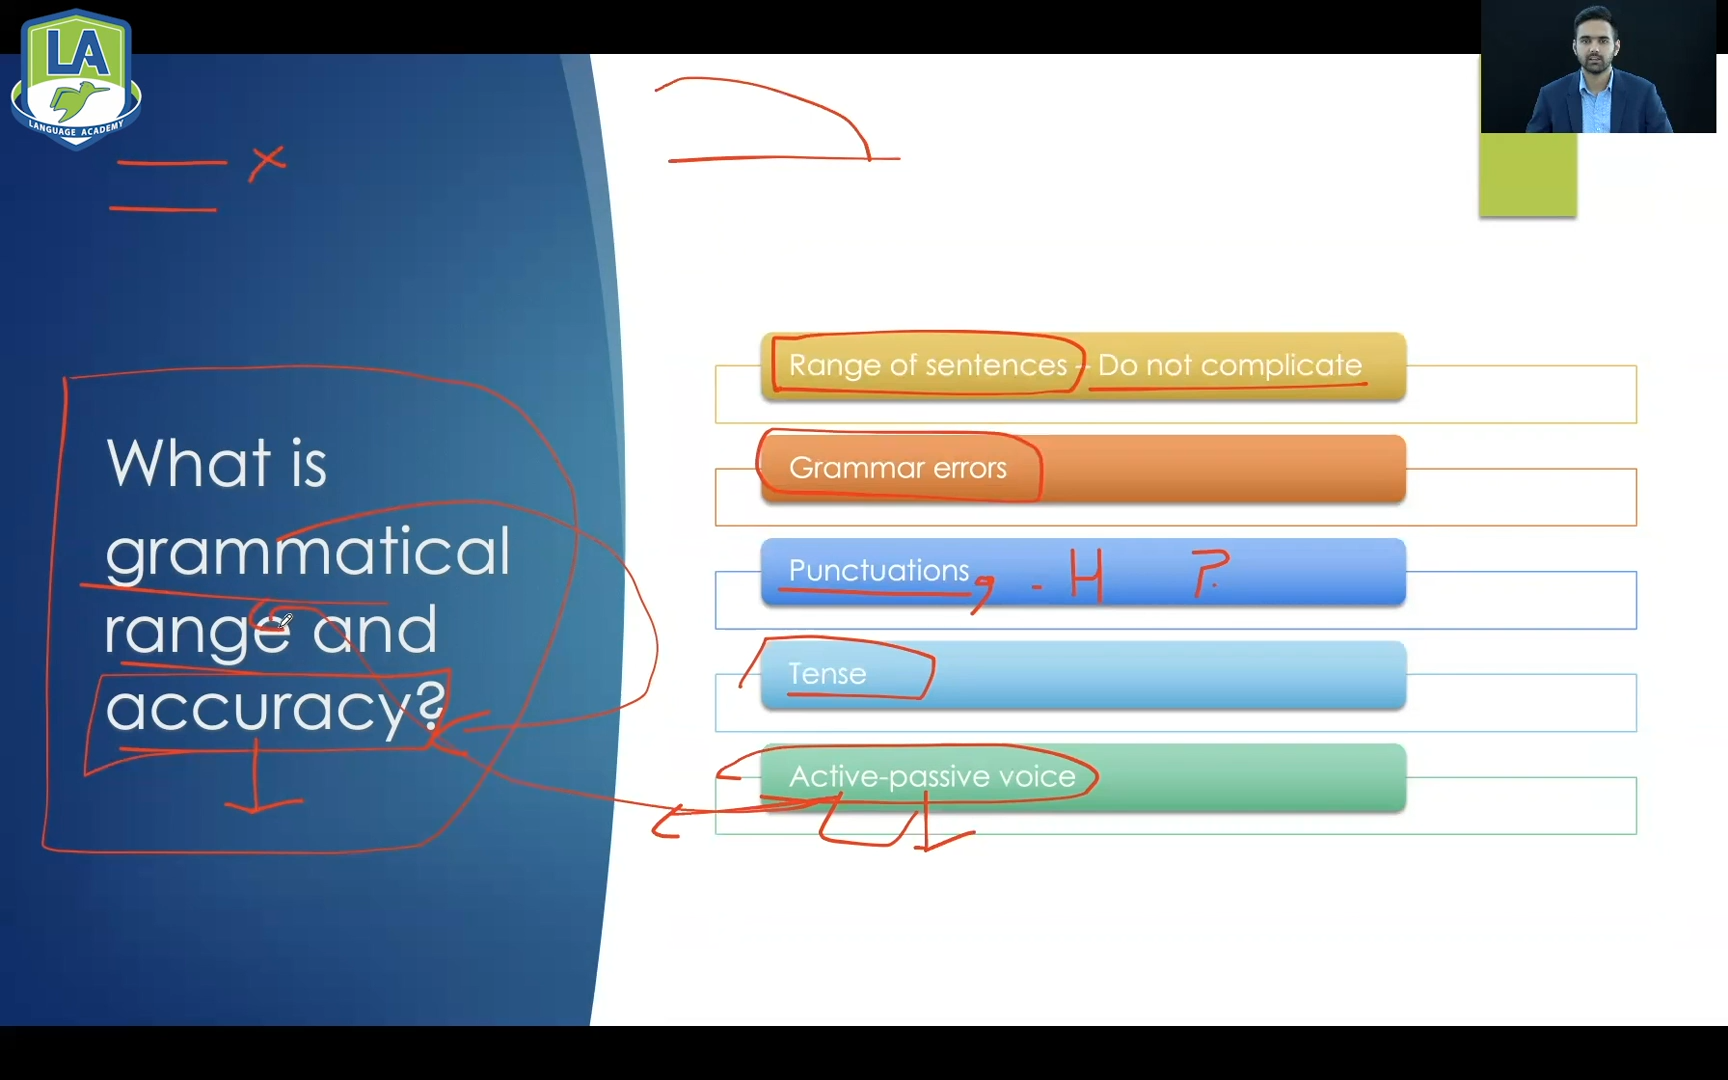 LA
LANGUAGE ACADEMY
What is
grammatical
range and
accuracy?
Range of sentences - Do not complicate
Grammar errors
Punctuations , . H ?
Tense
Active-passive voice